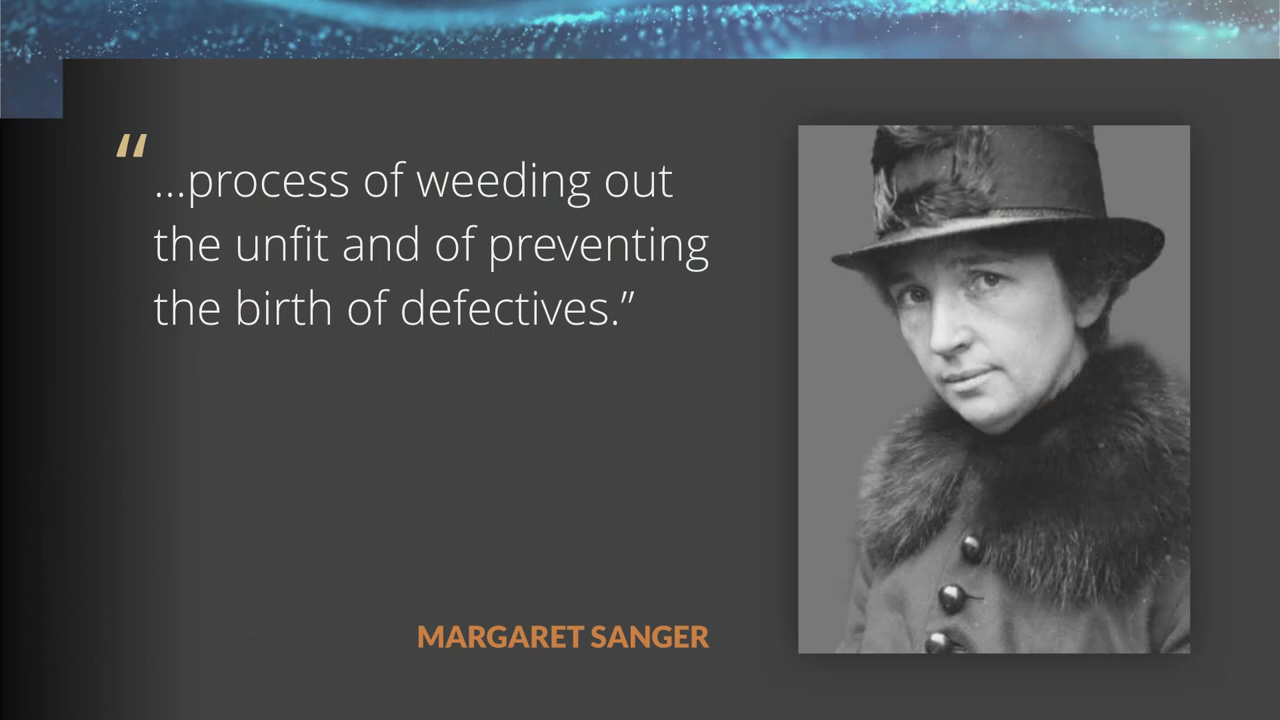 “...process of weeding out
the unfit and of preventing
the birth of defectives.”
MARGARET SANGER